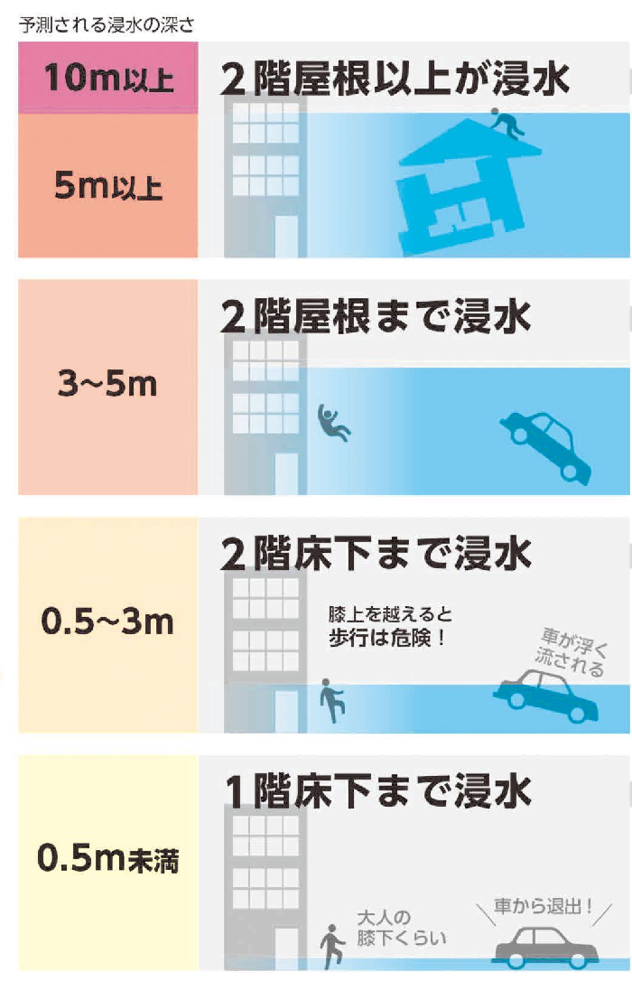 予測される浸水の深さ
10m以上
2階屋根以上が浸水
5m以上
2階屋根まで浸水
3～5m
2階床下まで浸水
0.5～3m
膝上を越えると
歩行は危険！
車が浮く
流される
1階床下まで浸水
0.5m未満
大人の
膝下くらい
車から退出！